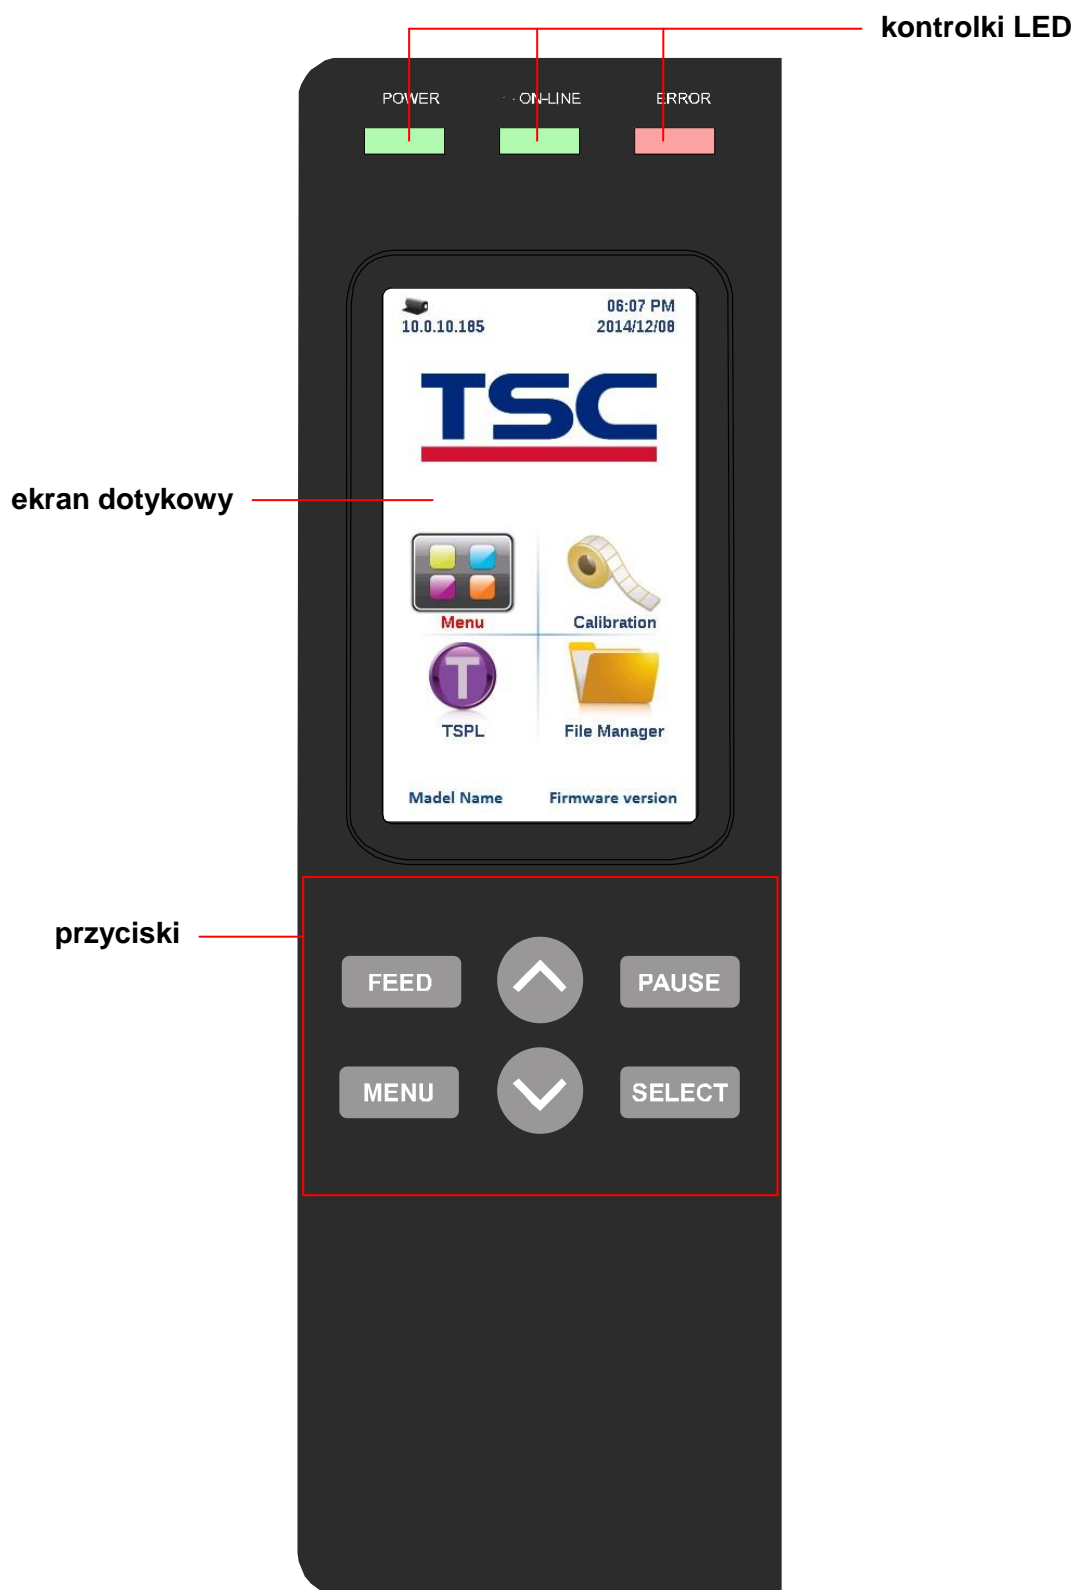 kontrolki LED
POWER
ON-LINE
ERROR
06:07 PM
10.0.10.185
2014/12/08
TSC
ekran dotykowy
Menu
Calibration
T
TSPL
File Manager
Madel Name
Firmware version
przyciski
FEED
PAUSE
MENU
SELECT